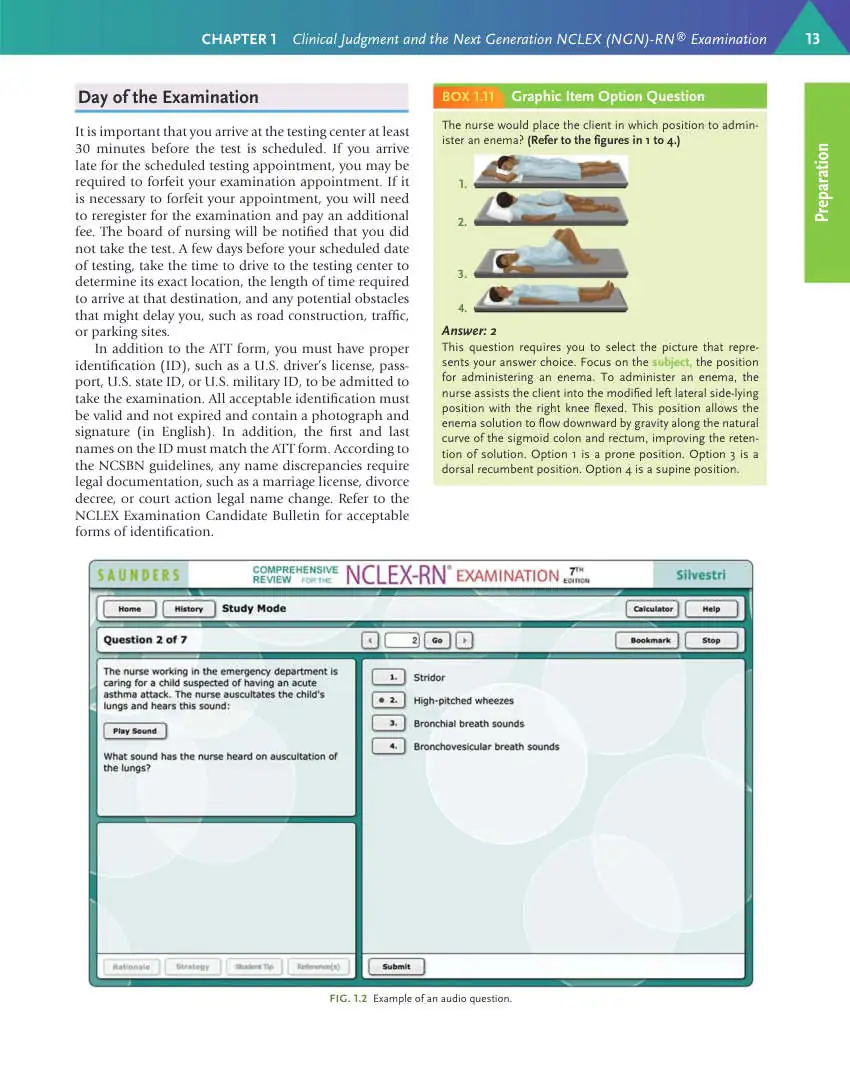 CHAPTER 1 Clinical Judgment and the Next Generation NCLEX (NGN)-RN® Examination 13
Preparation
Day of the Examination
It is important that you arrive at the testing center at least
30 minutes before the test is scheduled. If you arrive
late for the scheduled testing appointment, you may be
required to forfeit your examination appointment. If it
is necessary to forfeit your appointment, you will need
to reregister for the examination and pay an additional
fee. The board of nursing will be notified that you did
not take the test. A few days before your scheduled date
of testing, take the time to drive to the testing center to
determine its exact location, the length of time required
to arrive at that destination, and any potential obstacles
that might delay you, such as road construction, traffic,
or parking sites.
In addition to the ATT form, you must have proper
identification (ID), such as a U.S. driver's license, pass-
port, U.S. state ID, or U.S. military ID, to be admitted to
take the examination. All acceptable identification must
be valid and not expired and contain a photograph and
signature (in English). In addition, the first and last
names on the ID must match the ATT form. According to
the NCSBN guidelines, any name discrepancies require
legal documentation, such as a marriage license, divorce
decree, or court action legal name change. Refer to the
NCLEX Examination Candidate Bulletin for acceptable
forms of identification.
BOX 1.11 Graphic Item Option Question
The nurse would place the client in which position to admin-
ister an enema? (Refer to the figures in 1 to 4.)
1.
2.
3.
4.
Answer: 2
This question requires you to select the picture that repre-
sents your answer choice. Focus on the subject, the position
for administering an enema. To administer an enema, the
nurse assists the client into the modified left lateral side-lying
position with the right knee flexed. This position allows the
enema solution to flow downward by gravity along the natural
curve of the sigmoid colon and rectum, improving the reten-
tion of solution. Option 1 is a prone position. Option 3 is a
dorsal recumbent position. Option 4 is a supine position.
SAUNDERS COMPREHENSIVE REVIEW FOR THE NCLEX-RN® EXAMINATION 7TH EDITION Silvestri
Home History Study Mode Calculator Help
Question 2 of 7 < 2 Go > Bookmark Stop
The nurse working in the emergency department is
caring for a child suspected of having an acute
asthma attack. The nurse auscultates the child's
lungs and hears this sound:
Play Sound
What sound has the nurse heard on auscultation of
the lungs?
1. Stridor
2. High-pitched wheezes
3. Bronchial breath sounds
4. Bronchovesicular breath sounds
Rationale Strategy Student Tip Reference(s) Submit
FIG. 1.2 Example of an audio question.